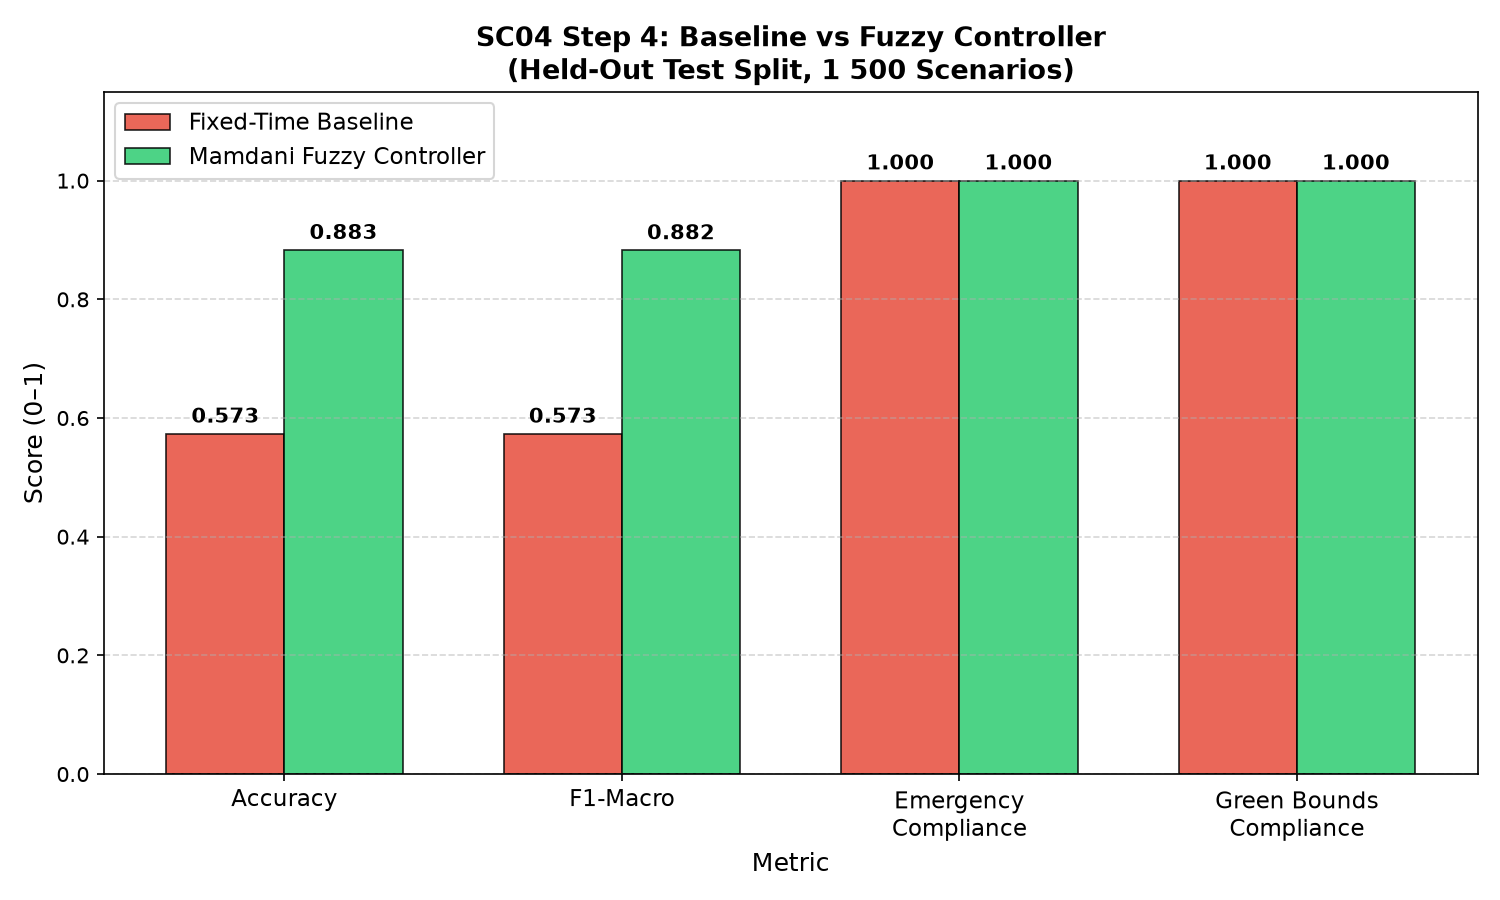 SC04 Step 4: Baseline vs Fuzzy Controller
(Held-Out Test Split, 1 500 Scenarios)
Fixed-Time Baseline
Mamdani Fuzzy Controller
Score (0–1)
1.0
0.8
0.6
0.4
0.2
0.0
0.573
0.883
0.573
0.882
1.000
1.000
1.000
1.000
Accuracy
F1-Macro
Emergency
Compliance
Green Bounds
Compliance
Metric